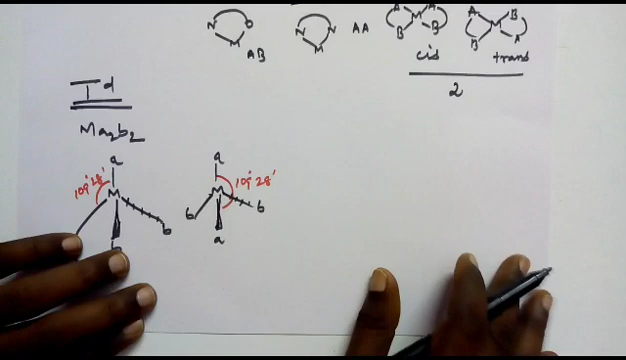 N O A A A B
M N N AA B M B B M A
AB M cis trans
2
Td
Ma2b2
a a
109°28' M 109°28' M
b b b
b a